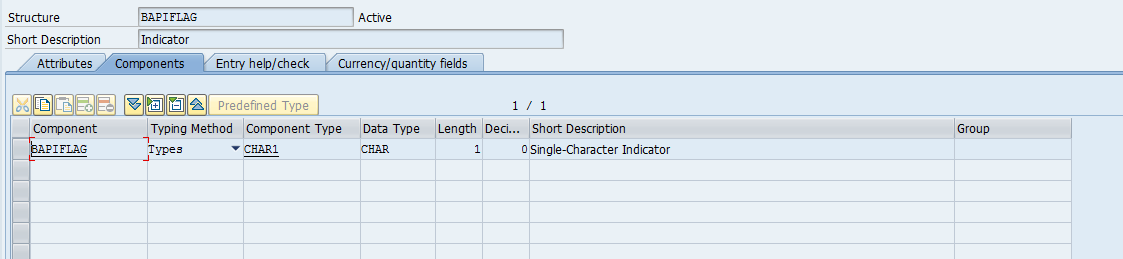 Structure BAPIFLAG Active
Short Description Indicator
Attributes Components Entry help/check Currency/quantity fields
Predefined Type 1 / 1
Component Typing Method Component Type Data Type Length Deci... Short Description Group
BAPIFLAG Types CHAR1 CHAR 1 0 Single-Character Indicator